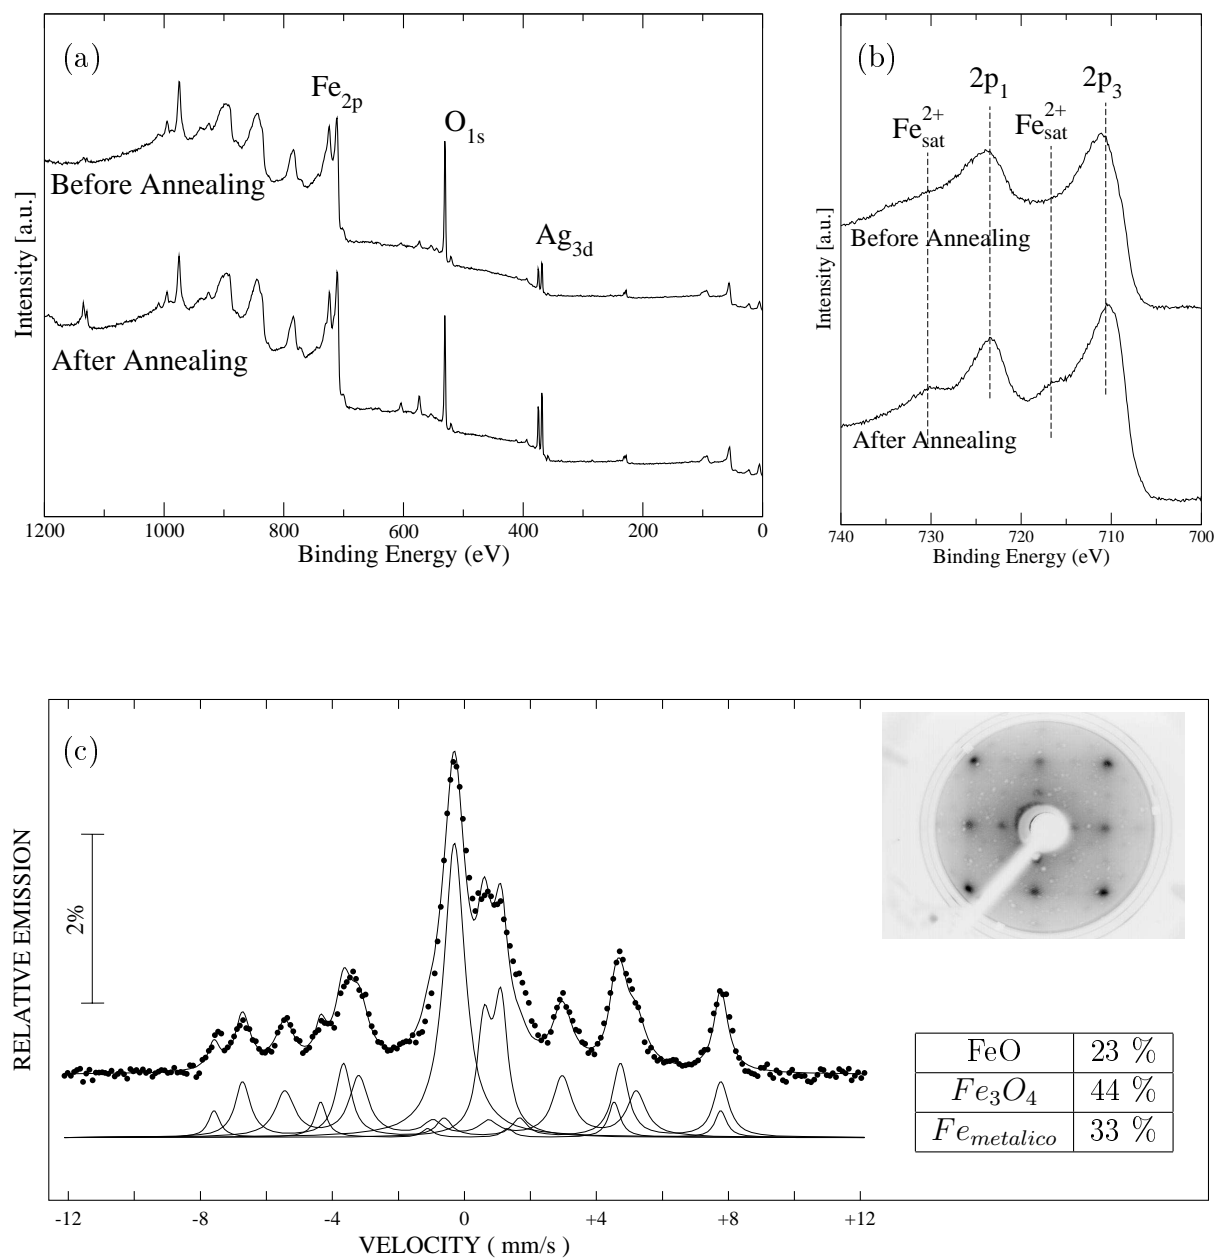 (a)
Fe2p
O1s
Ag3d
Before Annealing
After Annealing
Intensity [a.u.]
1200 1000 800 600 400 200 0
Binding Energy (eV)
(b)
2p1 2p3
Fe2+sat Fe2+sat
Before Annealing
After Annealing
Intensity [a.u.]
740 730 720 710 700
Binding Energy (eV)
(c)
RELATIVE EMISSION
2%
FeO 23 %
Fe3O4 44 %
Femetalico 33 %
-12 -8 -4 0 +4 +8 +12
VELOCITY ( mm/s )